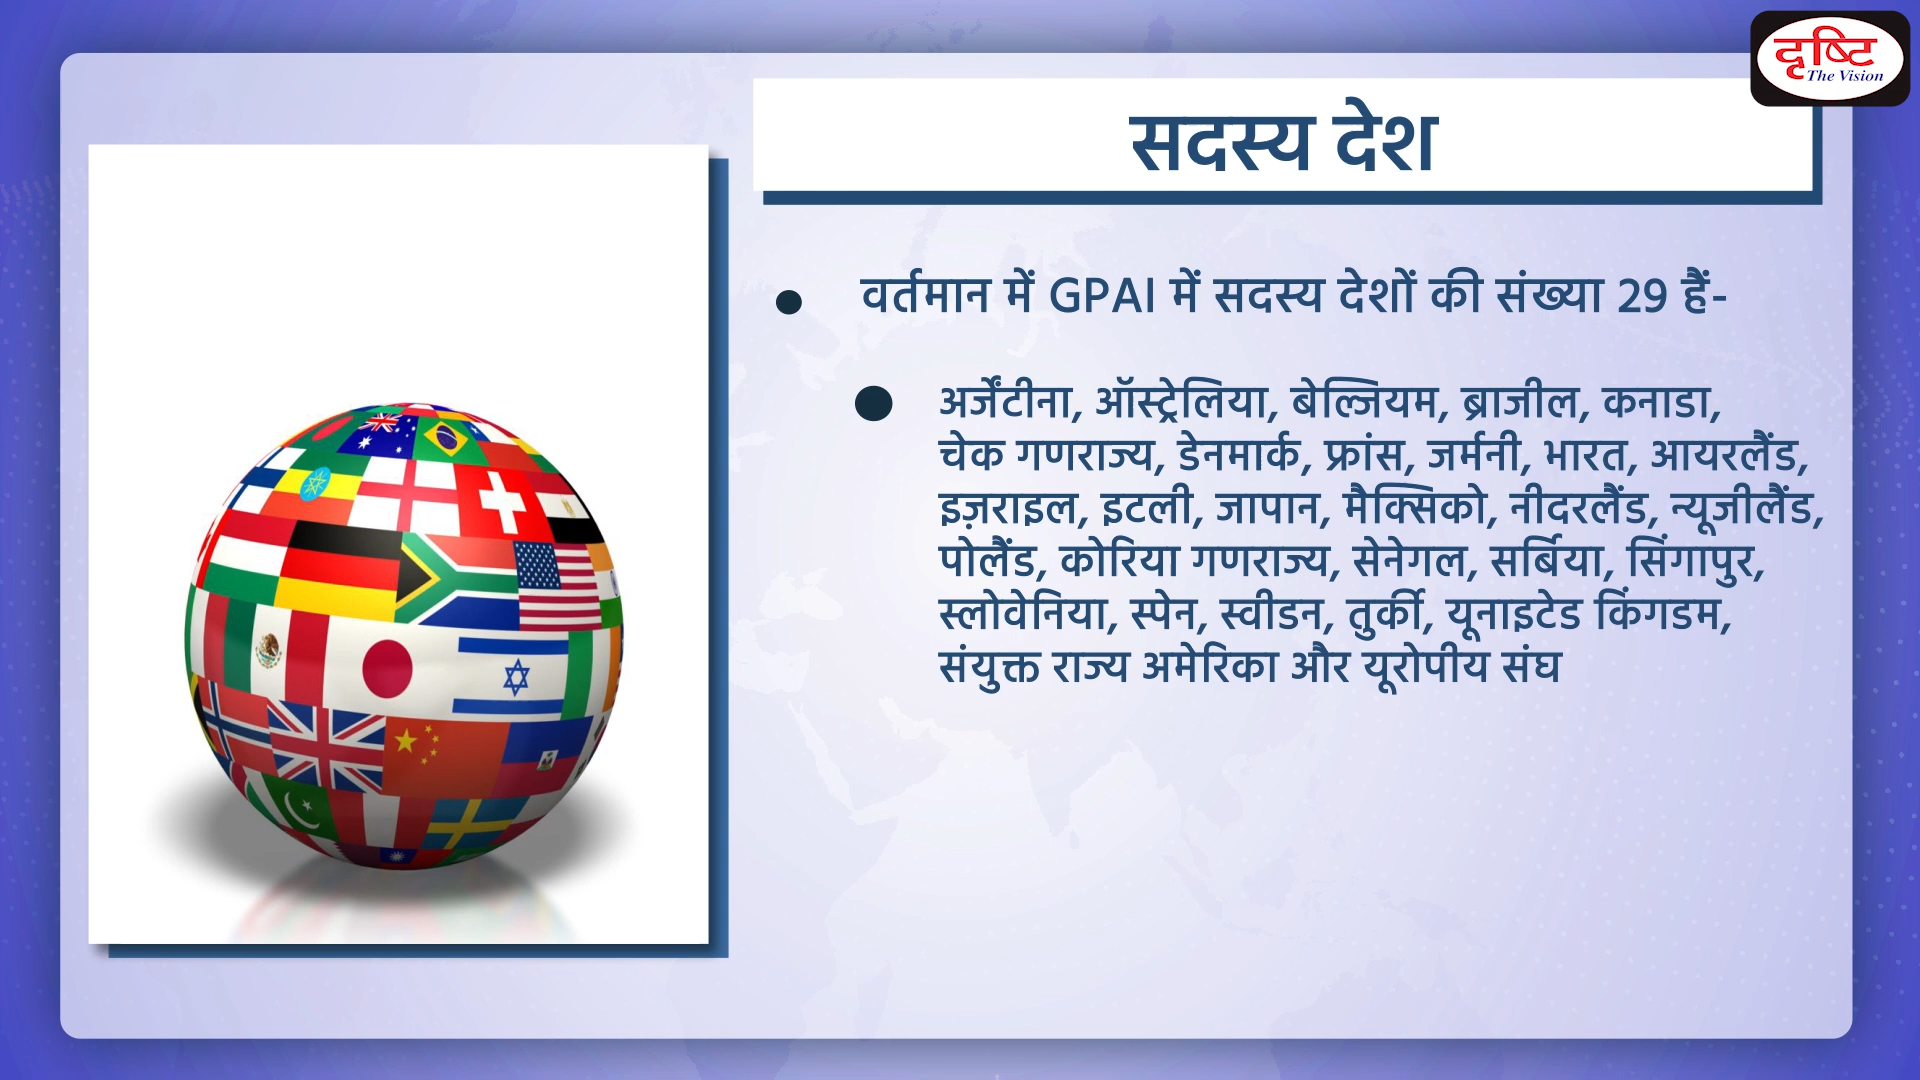 दृष्टि
The Vision
सदस्य देश
वर्तमान में GPAI में सदस्य देशों की संख्या 29 हैं-
अर्जेंटीना, ऑस्ट्रेलिया, बेल्जियम, ब्राजील, कनाडा,
चेक गणराज्य, डेनमार्क, फ्रांस, जर्मनी, भारत, आयरलैंड,
इज़राइल, इटली, जापान, मैक्सिको, नीदरलैंड, न्यूजीलैंड,
पोलैंड, कोरिया गणराज्य, सेनेगल, सर्बिया, सिंगापुर,
स्लोवेनिया, स्पेन, स्वीडन, तुर्की, यूनाइटेड किंगडम,
संयुक्त राज्य अमेरिका और यूरोपीय संघ